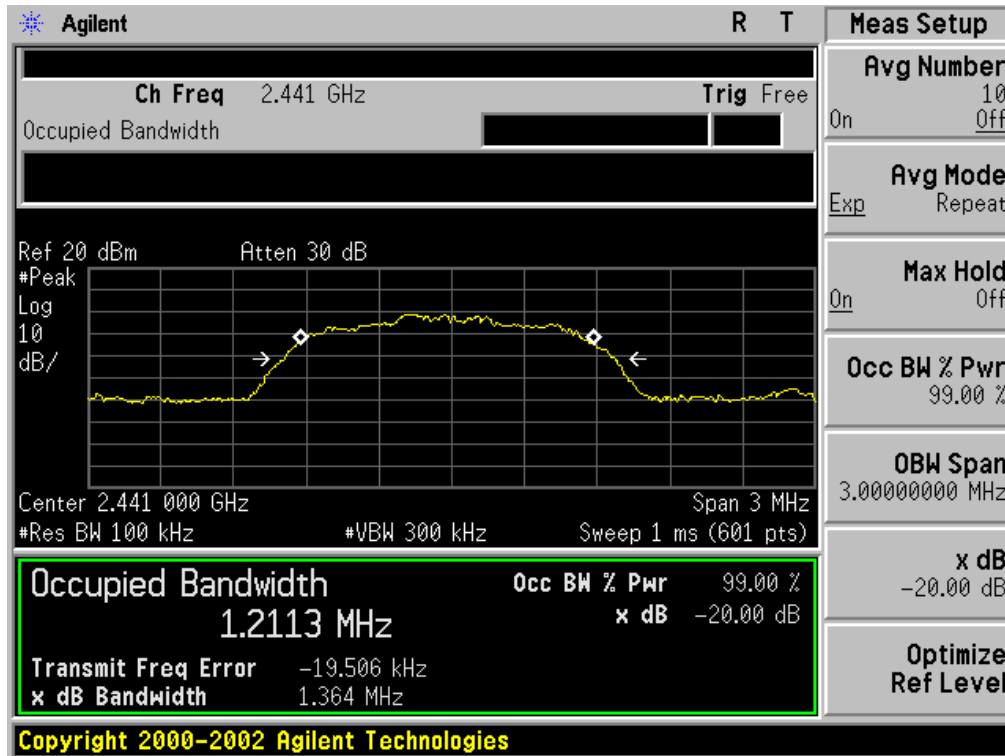 Agilent R T
Ch Freq 2.441 GHz Trig Free
Occupied Bandwidth
Ref 20 dBm Atten 30 dB
#Peak
Log
10
dB/
Center 2.441 000 GHz Span 3 MHz
#Res BW 100 kHz #VBW 300 kHz Sweep 1 ms (601 pts)
Occupied Bandwidth
1.2113 MHz
Occ BW % Pwr 99.00 %
x dB -20.00 dB
Transmit Freq Error -19.506 kHz
x dB Bandwidth 1.364 MHz
Meas Setup
Avg Number
10
On Off
Avg Mode
Exp Repeat
Max Hold
On Off
Occ BW % Pwr
99.00 %
OBW Span
3.00000000 MHz
x dB
-20.00 dB
Optimize
Ref Level
Copyright 2000-2002 Agilent Technologies